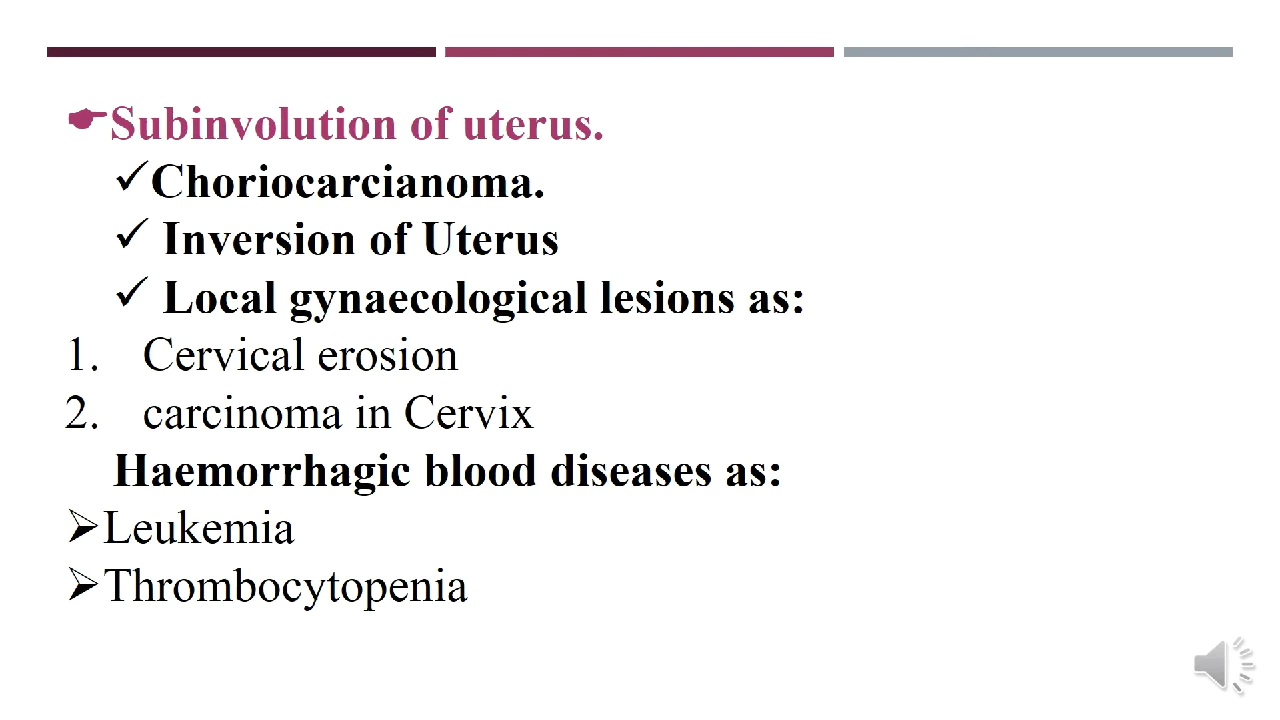 ☛Subinvolution of uterus.
✓Choriocarcianoma.
✓ Inversion of Uterus
✓ Local gynaecological lesions as:
1. Cervical erosion
2. carcinoma in Cervix
Haemorrhagic blood diseases as:
➢Leukemia
➢Thrombocytopenia